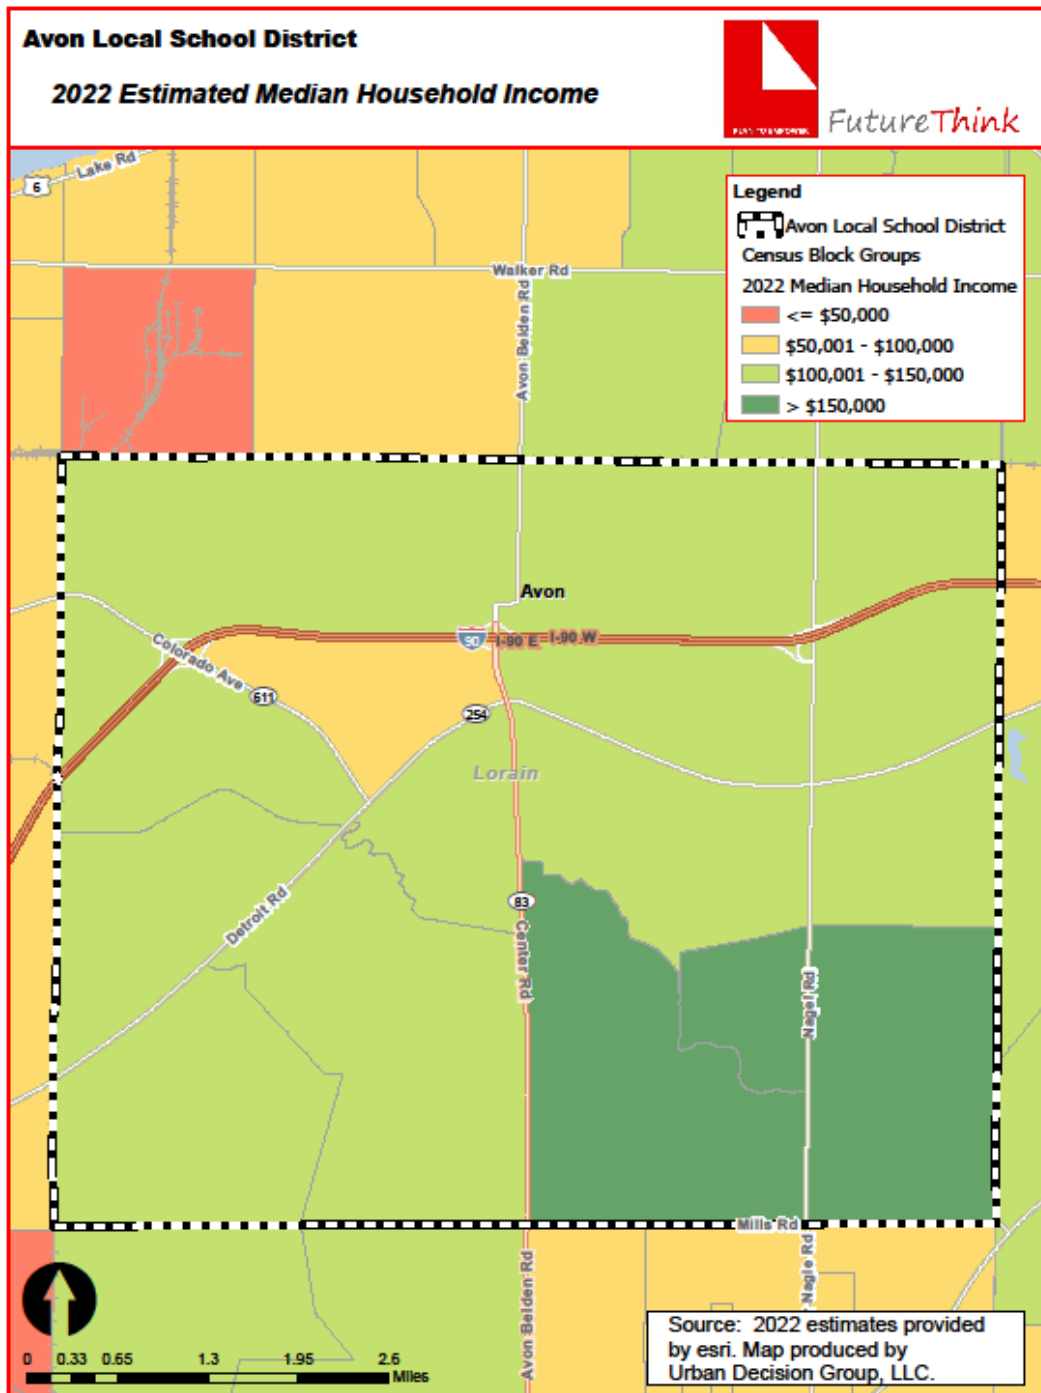 Avon Local School District
2022 Estimated Median Household Income
PLAN TO EMPOWER
FutureThink
Lake Rd
6
Legend
Avon Local School District
Census Block Groups
2022 Median Household Income
<= $50,000
$50,001 - $100,000
$100,001 - $150,000
> $150,000
Walker Rd
Avon Belden Rd
Avon
Colorado Ave
90
I-90 E
I-90 W
611
254
Lorain
Detroit Rd
83
Center Rd
Nagel Rd
Mills Rd
Avon Belden Rd
Nagle Rd
0 0.33 0.65 1.3 1.95 2.6
Miles
Source: 2022 estimates provided
by esri. Map produced by
Urban Decision Group, LLC.